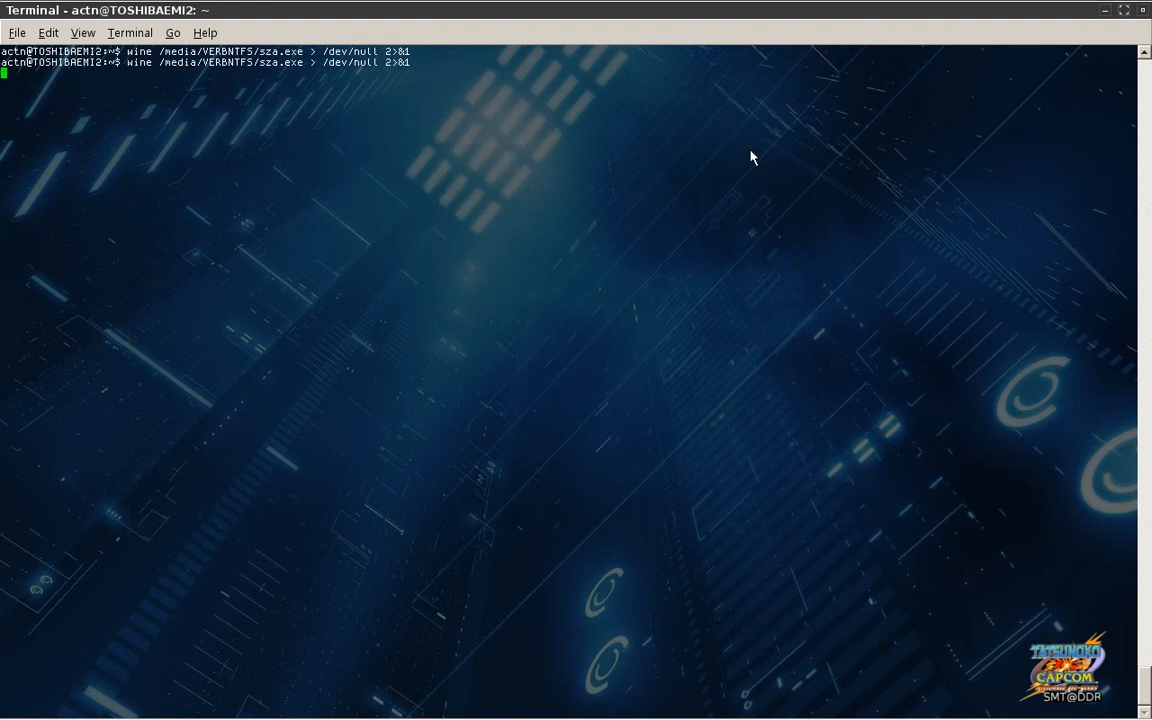 Terminal - actn@TOSHIBAEMI2: ~
File Edit View Terminal Go Help
actn@TOSHIBAEMI2:~$ wine /media/VERBNTFS/sza.exe > /dev/null 2>&1
actn@TOSHIBAEMI2:~$ wine /media/VERBNTFS/sza.exe > /dev/null 2>&1
TATSUNOKO
CAPCOM
SMT@DDR